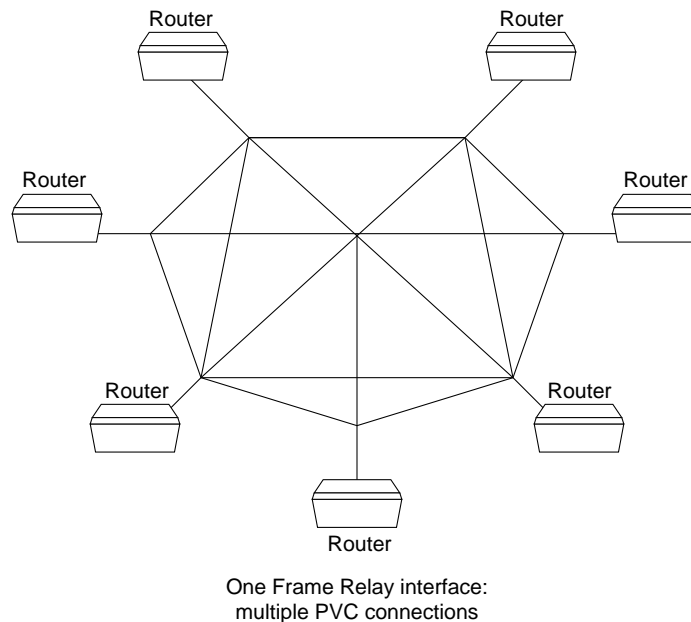 Router
Router
Router
Router
Router
Router
Router
One Frame Relay interface:
multiple PVC connections